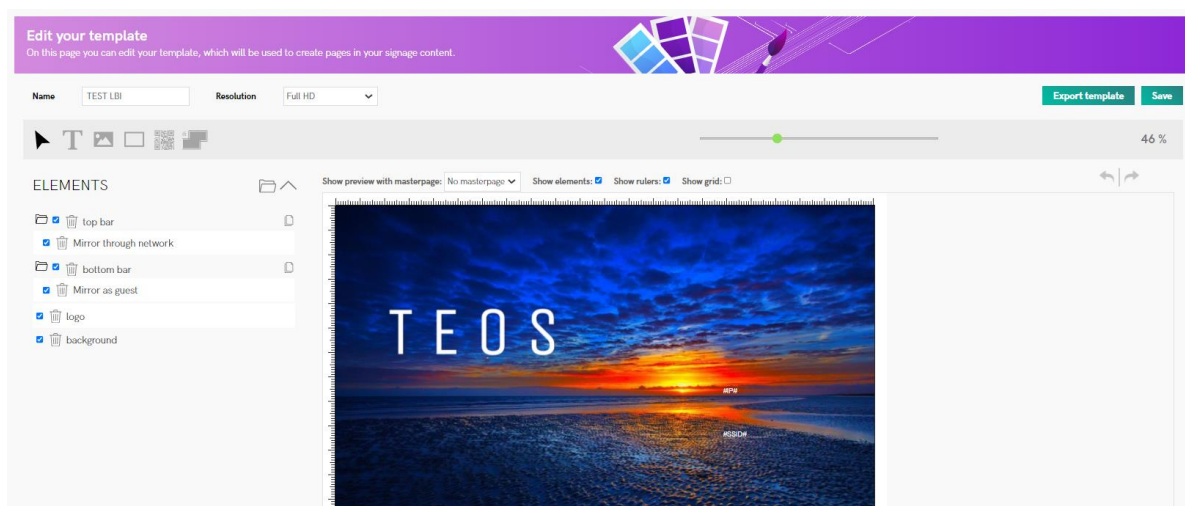 Edit your template
On this page you can edit your template, which will be used to create pages in your signage content.
Name TEST LBI Resolution Full HD Export template Save
T 46 %
ELEMENTS
Show preview with masterpage: No masterpage Show elements: Show rulers: Show grid:
top bar
Mirror through network
bottom bar
Mirror as guest
logo
background
TEOS
#IP#
#SSID#